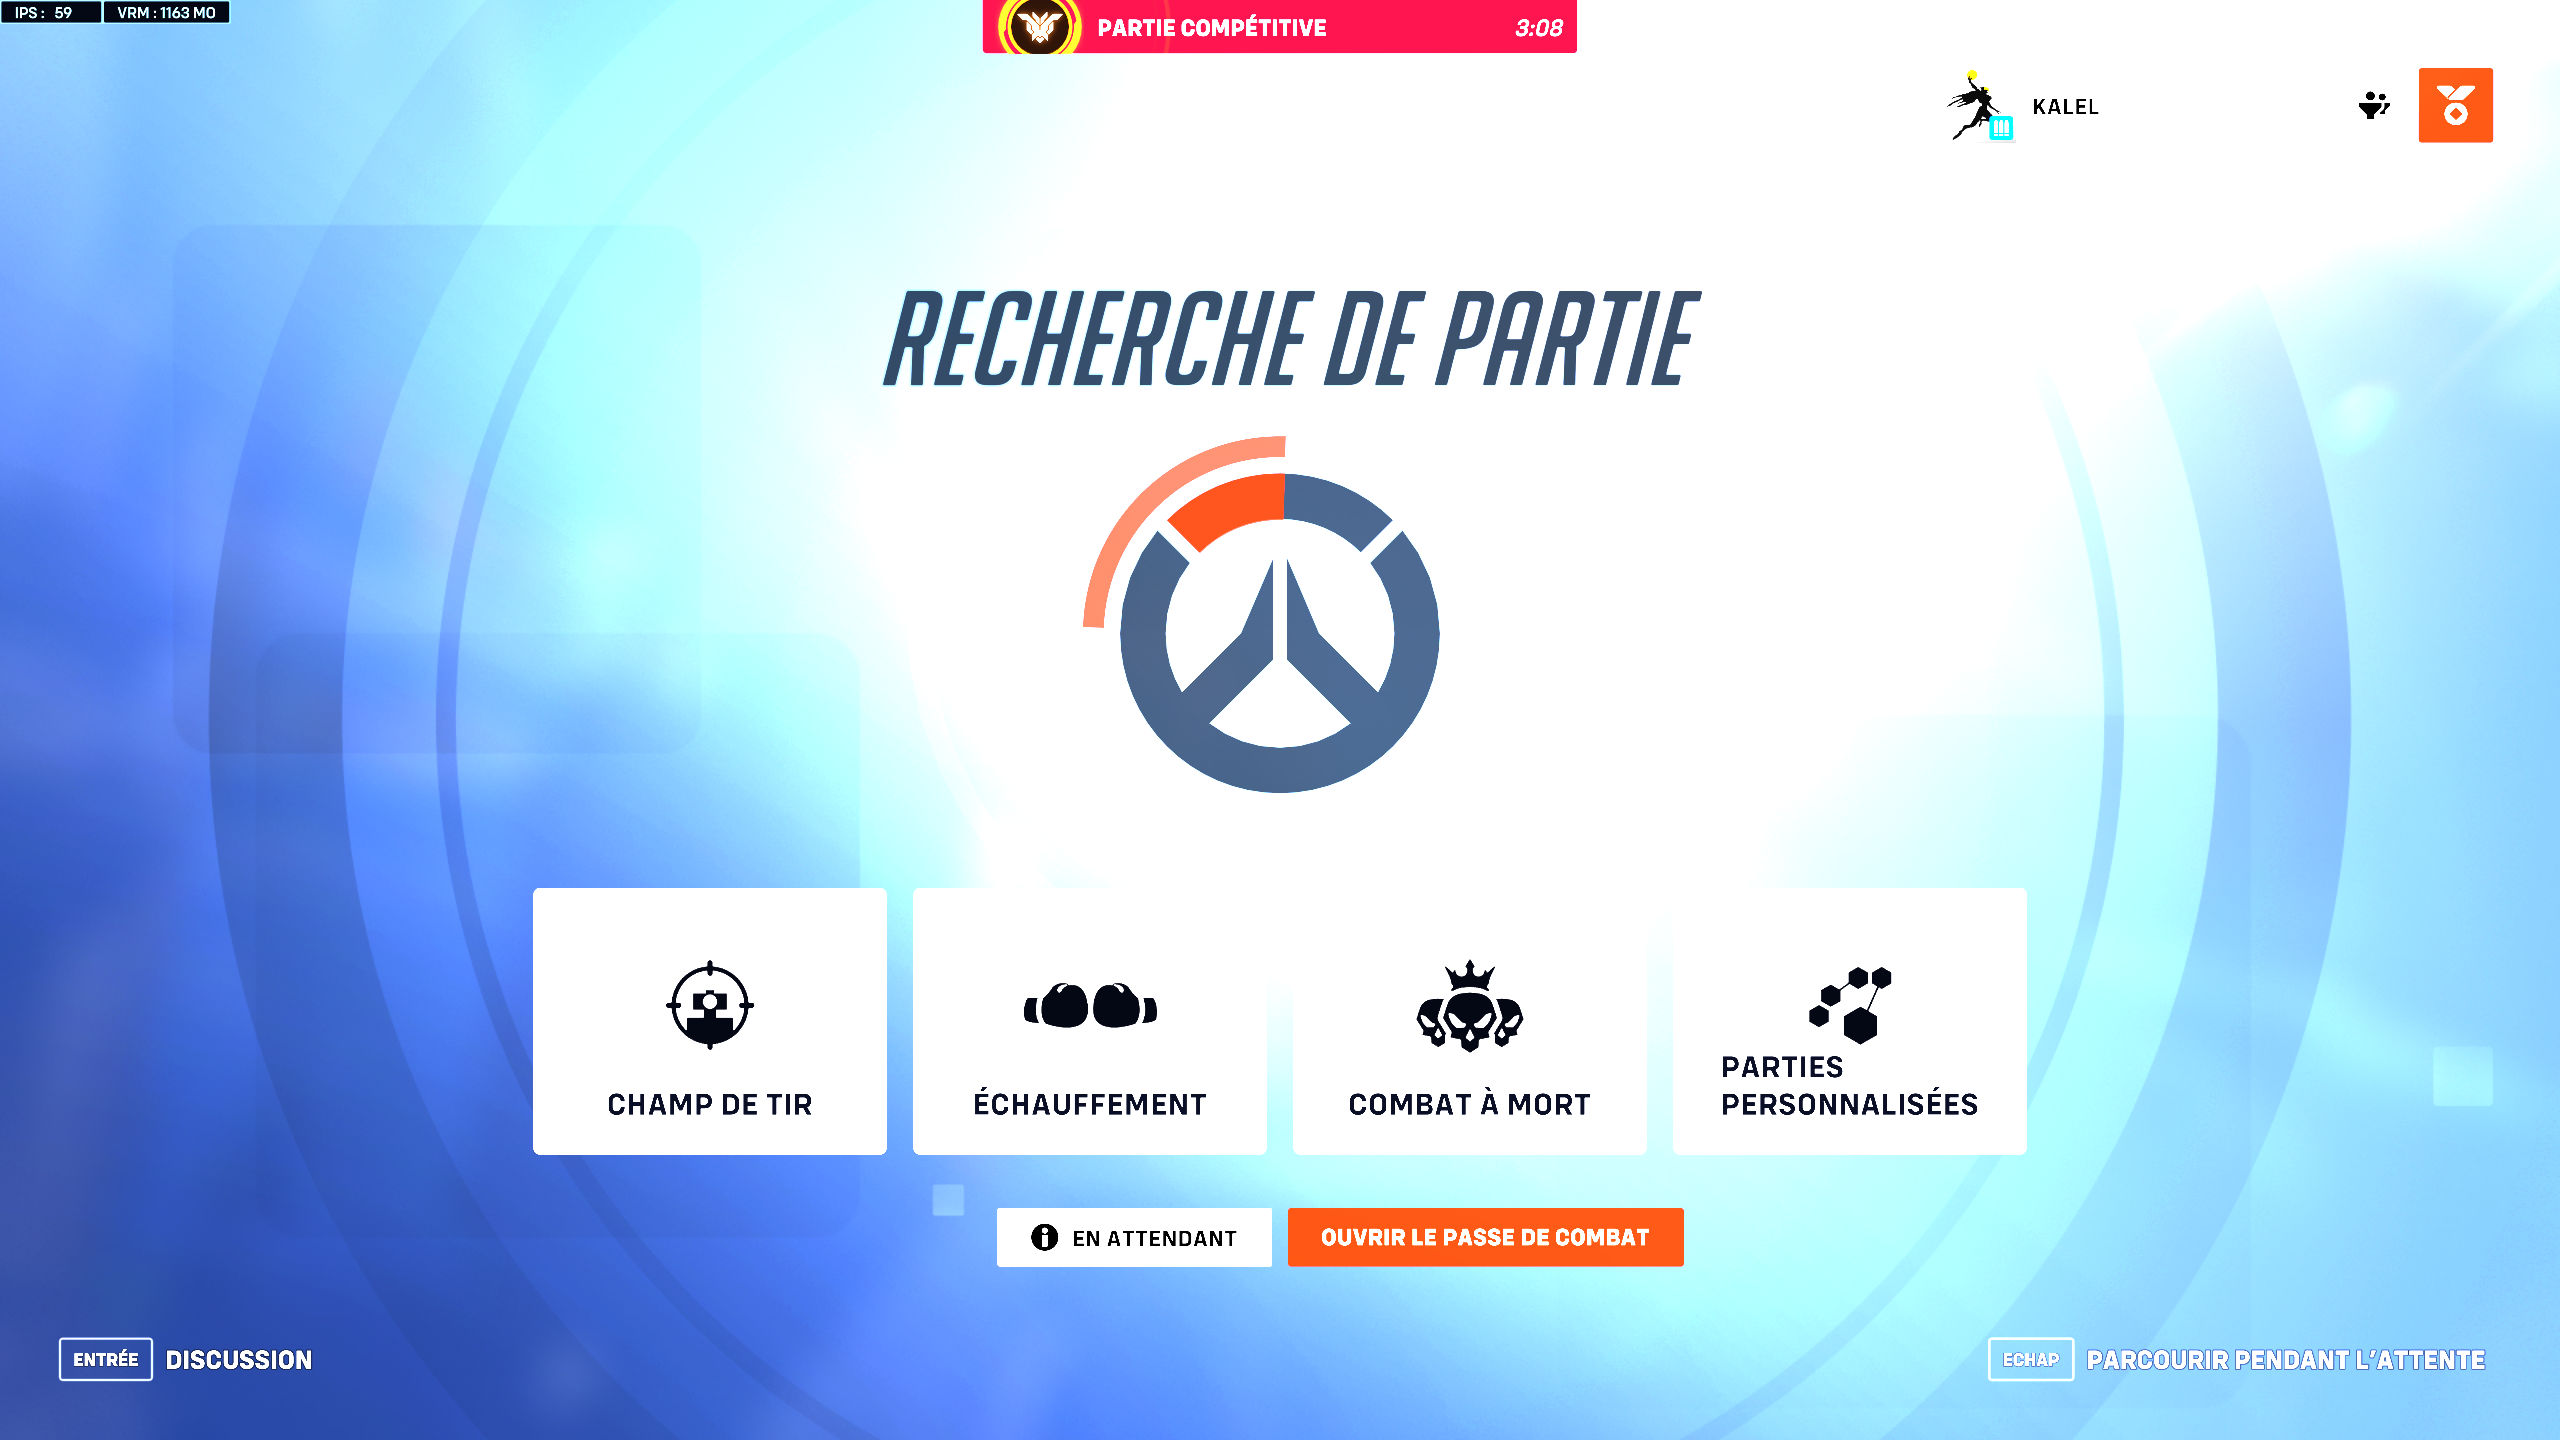 IPS : 59
VRM : 1163 MO
PARTIE COMPÉTITIVE
3:08
KALEL
RECHERCHE DE PARTIE
CHAMP DE TIR
ÉCHAUFFEMENT
COMBAT À MORT
PARTIES
PERSONNALISÉES
EN ATTENDANT
OUVRIR LE PASSE DE COMBAT
ENTRÉE
DISCUSSION
ECHAP
PARCOURIR PENDANT L'ATTENTE